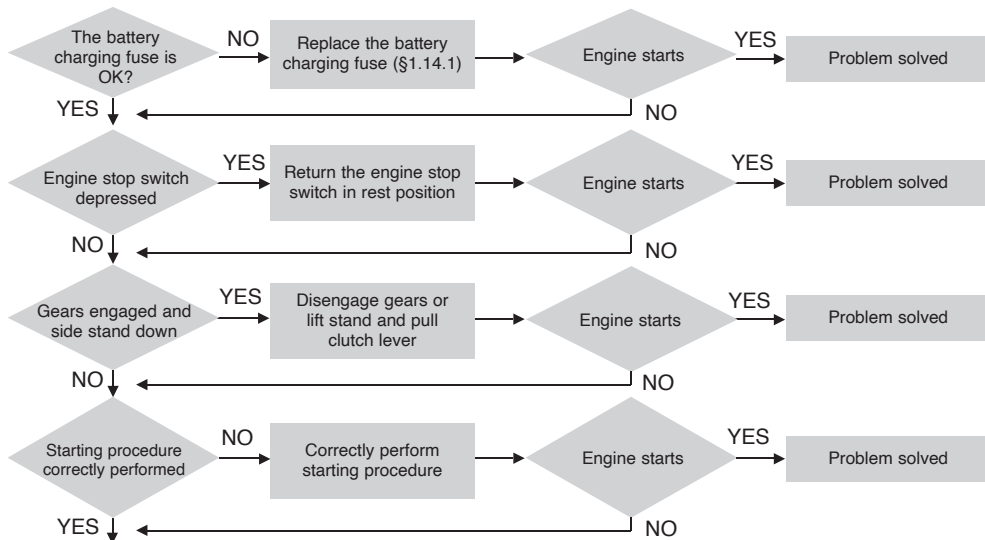 The battery
charging fuse is
OK?
NO
Replace the battery
charging fuse (§1.14.1)
Engine starts
YES
Problem solved
YES
NO
Engine stop switch
depressed
YES
Return the engine stop
switch in rest position
Engine starts
YES
Problem solved
NO
NO
Gears engaged and
side stand down
YES
Disengage gears or
lift stand and pull
clutch lever
Engine starts
YES
Problem solved
NO
NO
Starting procedure
correctly performed
NO
Correctly perform
starting procedure
Engine starts
YES
Problem solved
YES
NO